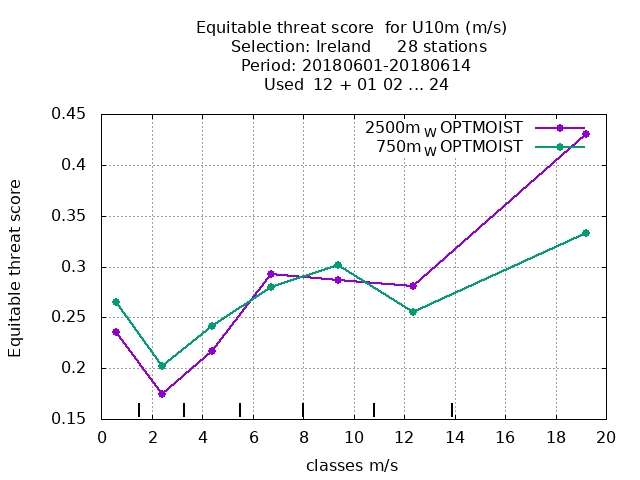 Equitable threat score for U10m (m/s)
Selection: Ireland 28 stations
Period: 20180601-20180614
Used 12 + 01 02 ... 24
2500m W OPTMOIST
750m W OPTMOIST
0.45
0.4
0.35
0.3
0.25
0.2
0.15
Equitable threat score
0 2 4 6 8 10 12 14 16 18 20
classes m/s